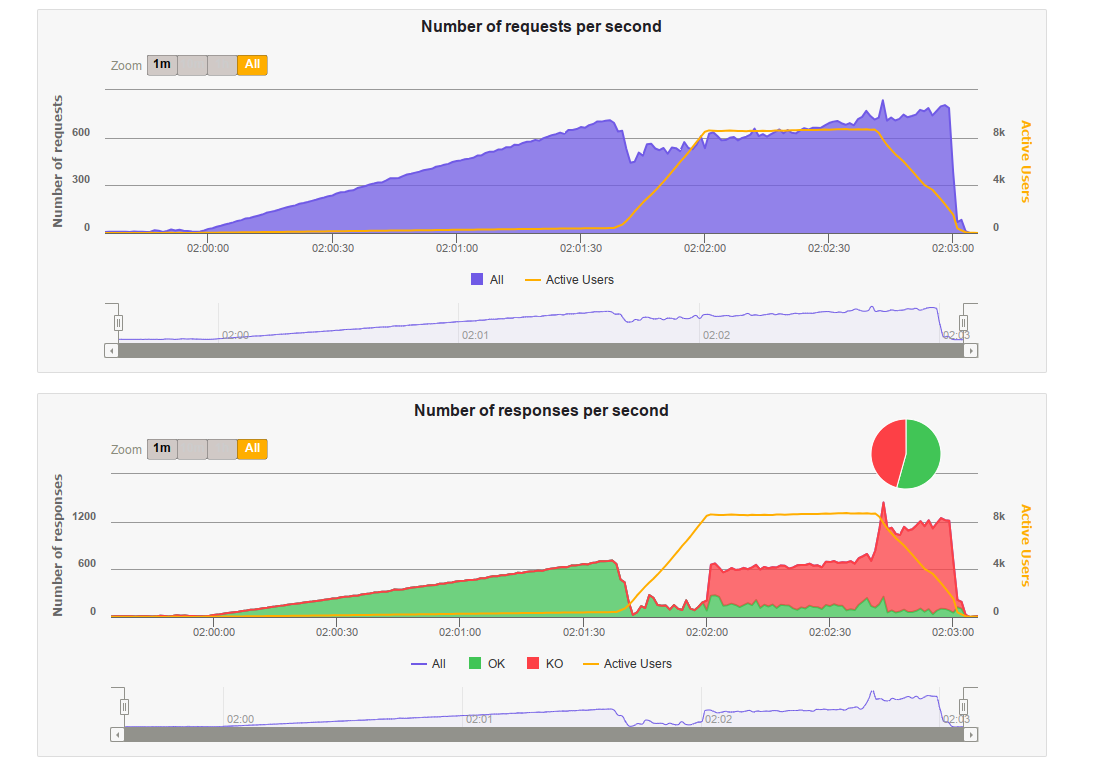 Number of requests per second
Zoom 1m All
Number of requests
600
300
0
8k
4k
0
Active Users
02:00:00 02:00:30 02:01:00 02:01:30 02:02:00 02:02:30 02:03:00
All Active Users
02:00 02:01 02:02 02:03
Number of responses per second
Zoom 1m All
Number of responses
1200
600
0
8k
4k
0
Active Users
02:00:00 02:00:30 02:01:00 02:01:30 02:02:00 02:02:30 02:03:00
All OK KO Active Users
02:00 02:01 02:02 02:03